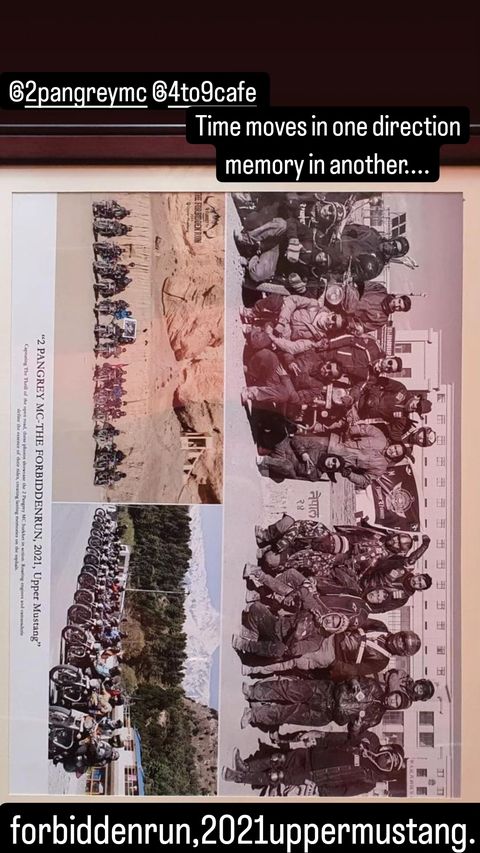 Time moves in one direction
memory in another....
@2pangreymc @4to9cafe
forbiddenrun,2021uppermustang.
नेपाल
२४
THE FORBIDDEN RUN
"2 PANGREY MC-THE FORBIDDENRUN, 2021, Upper Mustang"
Capturing The Thrill of the open road, these photos showcase the 2 Pangrey MC Surkhet in action. Roaring engines and camaraderie
define the essence of their rides, creating lasting memories on the asphalt.